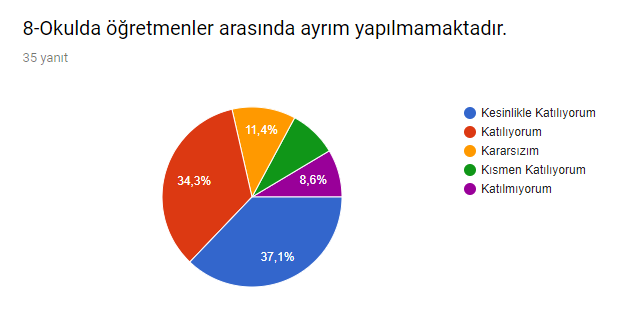 8-Okulda öğretmenler arasında ayrım yapılmamaktadır.
35 yanıt
11,4%
34,3%
8,6%
37,1%
Kesinlikle Katılıyorum
Katılıyorum
Kararsızım
Kısmen Katılıyorum
Katılmıyorum